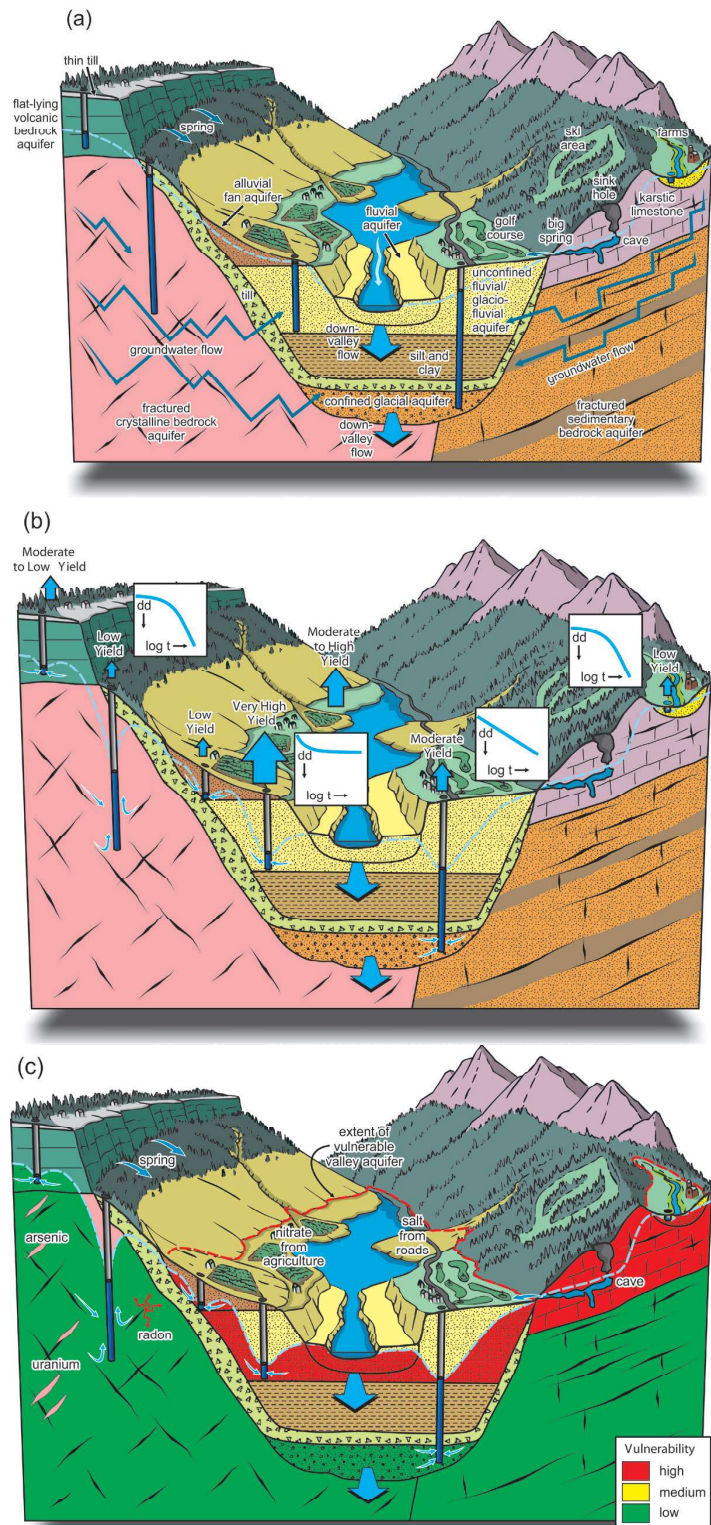 (a)
thin till
flat-lying
volcanic
bedrock
aquifer
spring
alluvial
fan aquifer
fluvial
aquifer
ski
area
farms
sink
hole
karstic
limestone
golf
course
big
spring
cave
unconfined
fluvial/
glacio-
fluvial
aquifer
till
groundwater flow
down-
valley
flow
silt and
clay
groundwater flow
confined glacial aquifer
fractured
crystalline bedrock
aquifer
down-
valley
flow
fractured
sedimentary
bedrock aquifer
(b)
Moderate
to Low Yield
Low
Yield
dd
log t
Moderate
to High
Yield
dd
log t
Low
Yield
Low
Yield
Very High
Yield
dd
log t
Moderate
Yield
dd
log t
(c)
spring
extent of
vulnerable
valley aquifer
arsenic
nitrate
from
agriculture
salt
from
roads
cave
radon
uranium
Vulnerability
high
medium
low